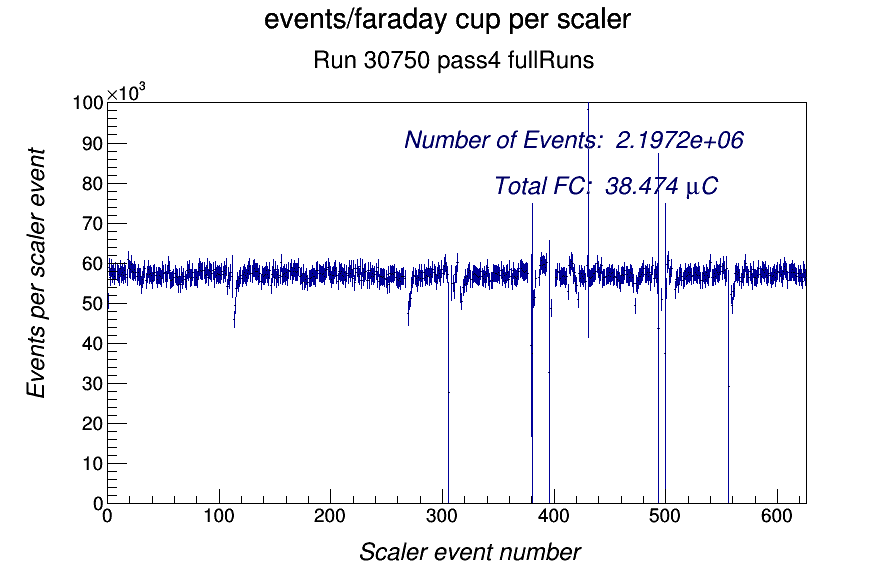 events/faraday cup per scaler
Run 30750 pass4 fullRuns
×10³
100
90
80
70
60
50
40
30
20
10
0
Events per scaler event
Number of Events: 2.1972e+06
Total FC: 38.474 μC
0 100 200 300 400 500 600
Scaler event number